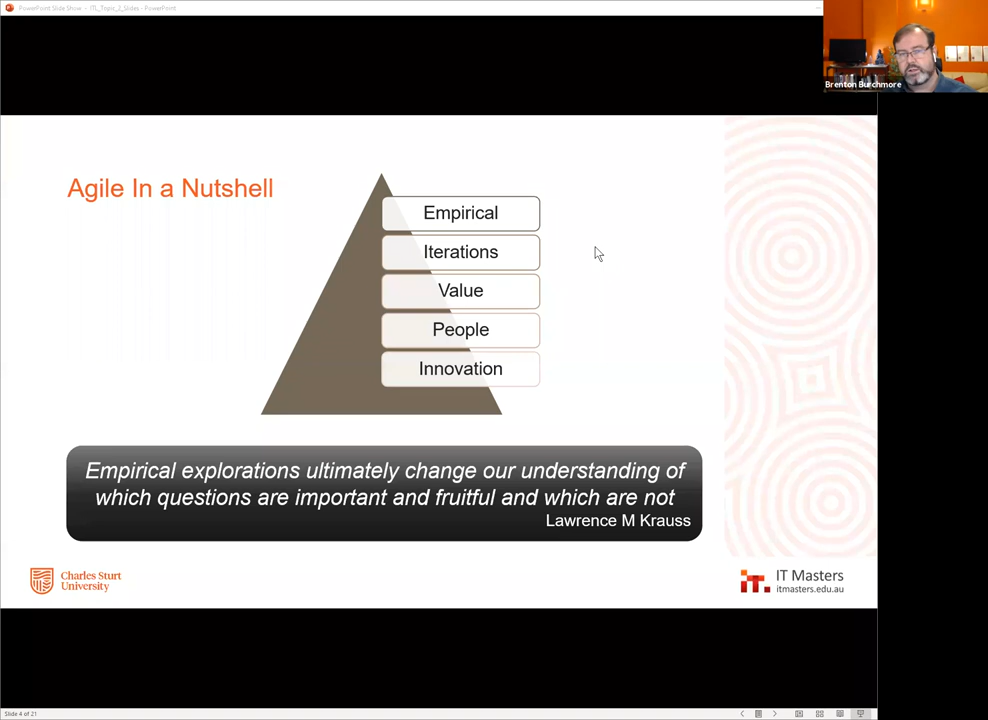 PowerPoint Slide Show - ITL_Topic_2_Slides - PowerPoint
Brenton Burchmore
Agile In a Nutshell
Empirical
Iterations
Value
People
Innovation
Empirical explorations ultimately change our understanding of
which questions are important and fruitful and which are not
Lawrence M Krauss
Charles Sturt
University
IT Masters
itmasters.edu.au
Slide 4 of 21